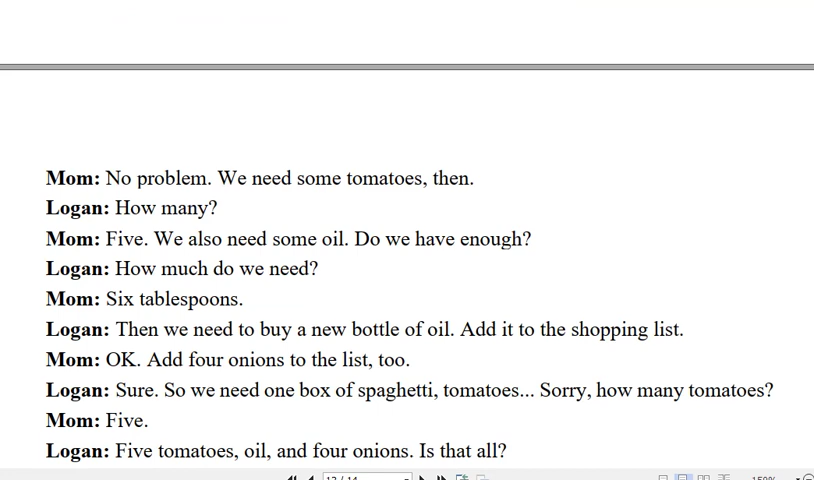 Mom: No problem. We need some tomatoes, then.
Logan: How many?
Mom: Five. We also need some oil. Do we have enough?
Logan: How much do we need?
Mom: Six tablespoons.
Logan: Then we need to buy a new bottle of oil. Add it to the shopping list.
Mom: OK. Add four onions to the list, too.
Logan: Sure. So we need one box of spaghetti, tomatoes... Sorry, how many tomatoes?
Mom: Five.
Logan: Five tomatoes, oil, and four onions. Is that all?